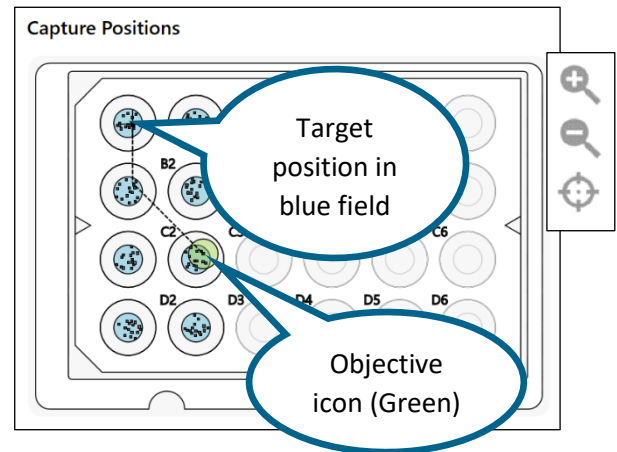 Capture Positions
Target
position in
blue field
B2
C2
C6
D2 D3 D4 D5 D6
Objective
icon (Green)